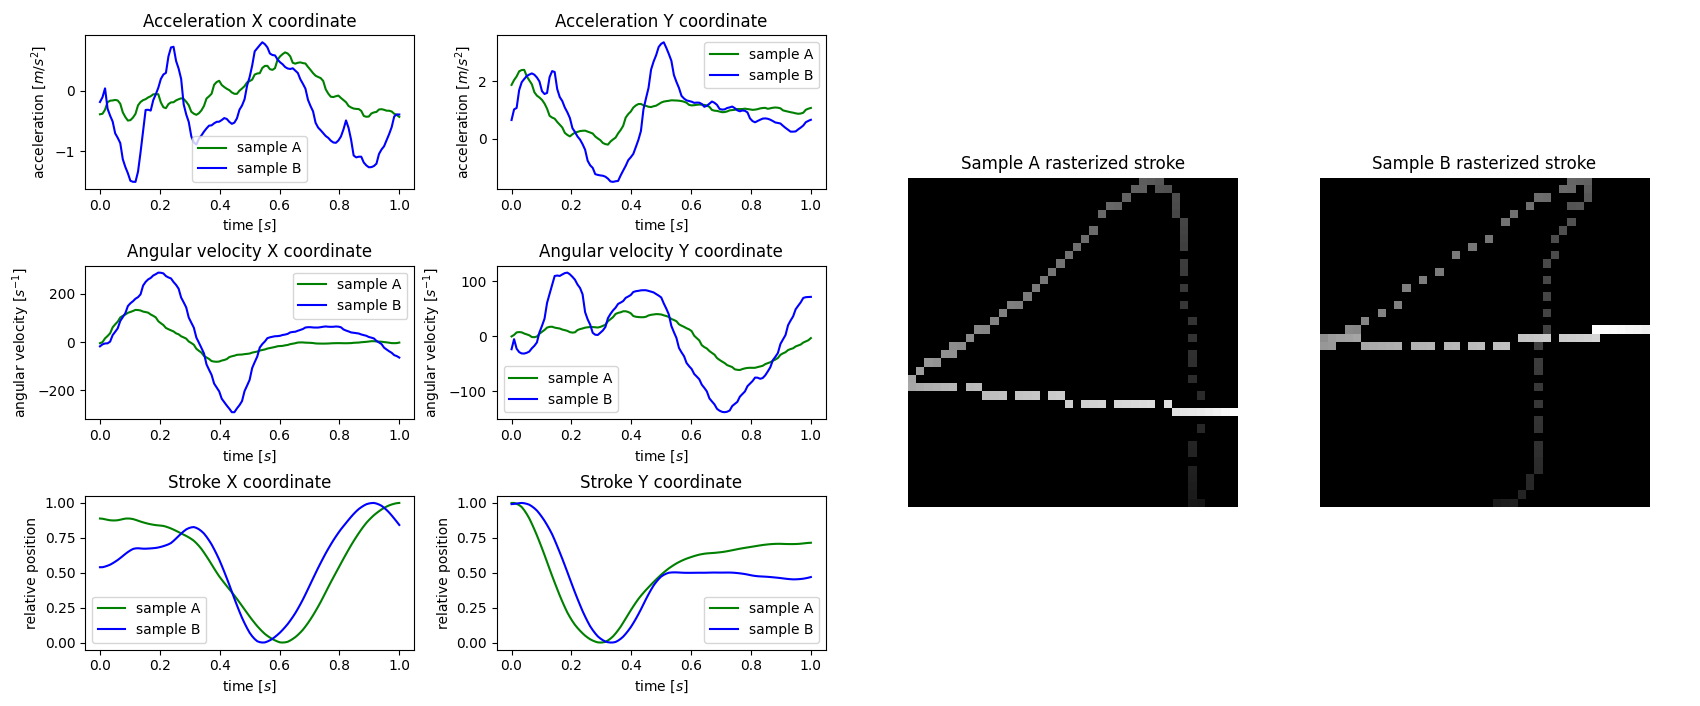 Acceleration X coordinate
acceleration [m/s²]
0
−1
sample A
sample B
0.0 0.2 0.4 0.6 0.8 1.0
time [s]
Acceleration Y coordinate
acceleration [m/s²]
2
0
sample A
sample B
0.0 0.2 0.4 0.6 0.8 1.0
time [s]
Angular velocity X coordinate
angular velocity [s⁻¹]
200
0
−200
sample A
sample B
0.0 0.2 0.4 0.6 0.8 1.0
time [s]
Angular velocity Y coordinate
angular velocity [s⁻¹]
100
0
−100
sample A
sample B
0.0 0.2 0.4 0.6 0.8 1.0
time [s]
Stroke X coordinate
relative position
1.00
0.75
0.50
0.25
0.00
sample A
sample B
0.0 0.2 0.4 0.6 0.8 1.0
time [s]
Stroke Y coordinate
relative position
1.00
0.75
0.50
0.25
0.00
sample A
sample B
0.0 0.2 0.4 0.6 0.8 1.0
time [s]
Sample A rasterized stroke
Sample B rasterized stroke